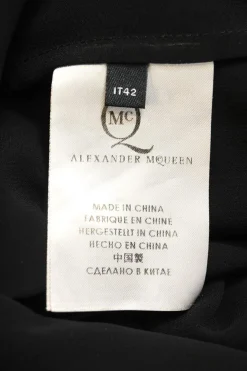 IT42
McQ
ALEXANDER MCQUEEN
MADE IN CHINA
FABRIQUE EN CHINE
HERGESTELLT IN CHINA
HECHO EN CHINA
中国製
СДЕЛАНО В КИТАЕ